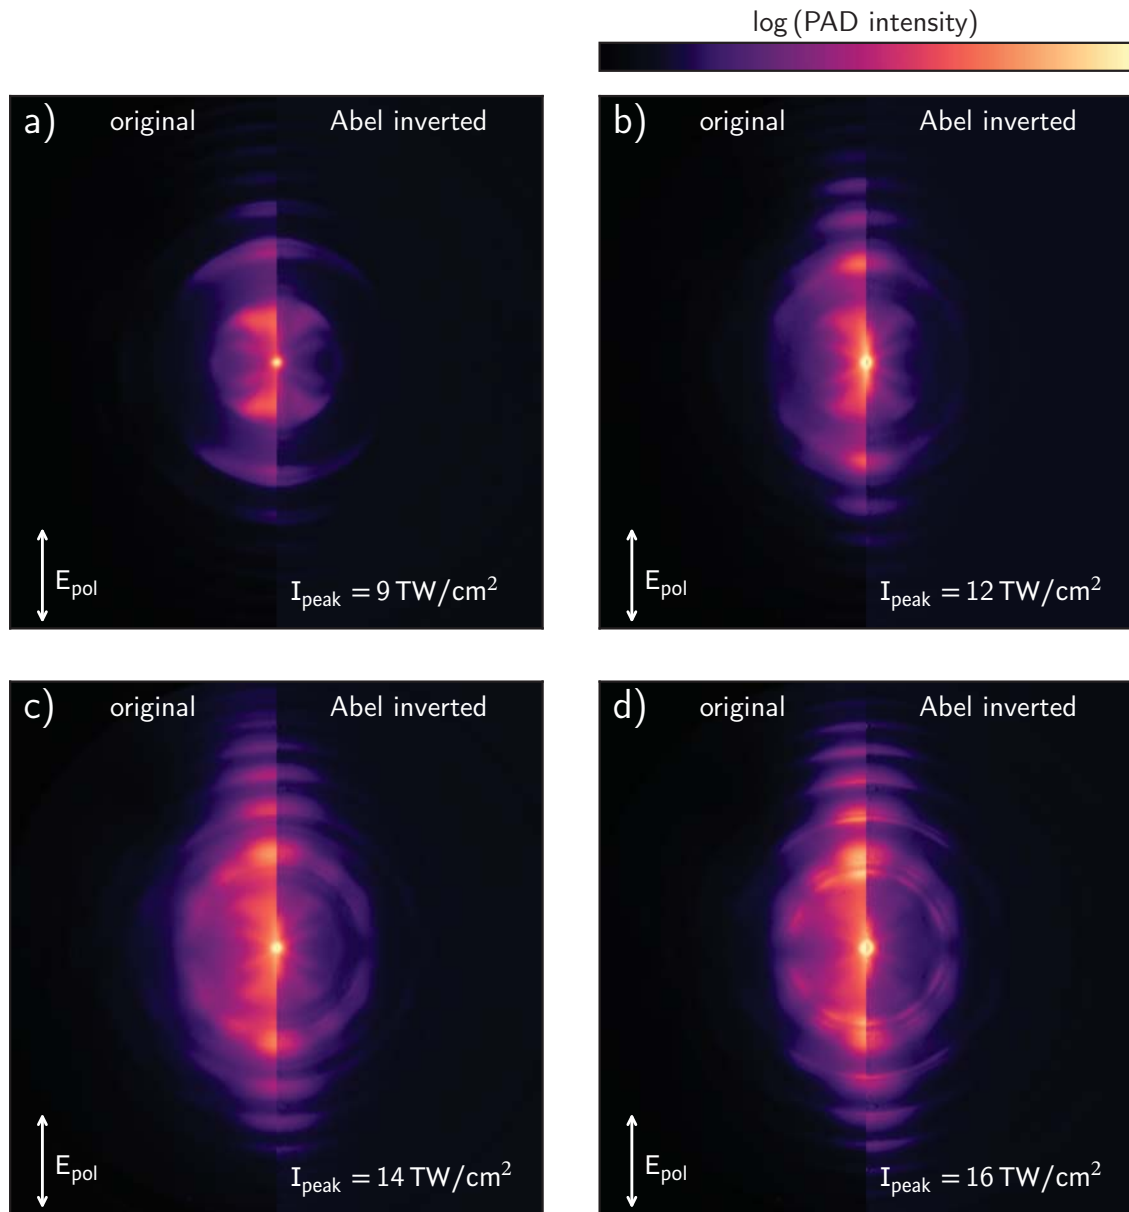 log (PAD intensity)
a) original Abel inverted
b) original Abel inverted
E_pol I_peak = 9 TW/cm²
E_pol I_peak = 12 TW/cm²
c) original Abel inverted
d) original Abel inverted
E_pol I_peak = 14 TW/cm²
E_pol I_peak = 16 TW/cm²